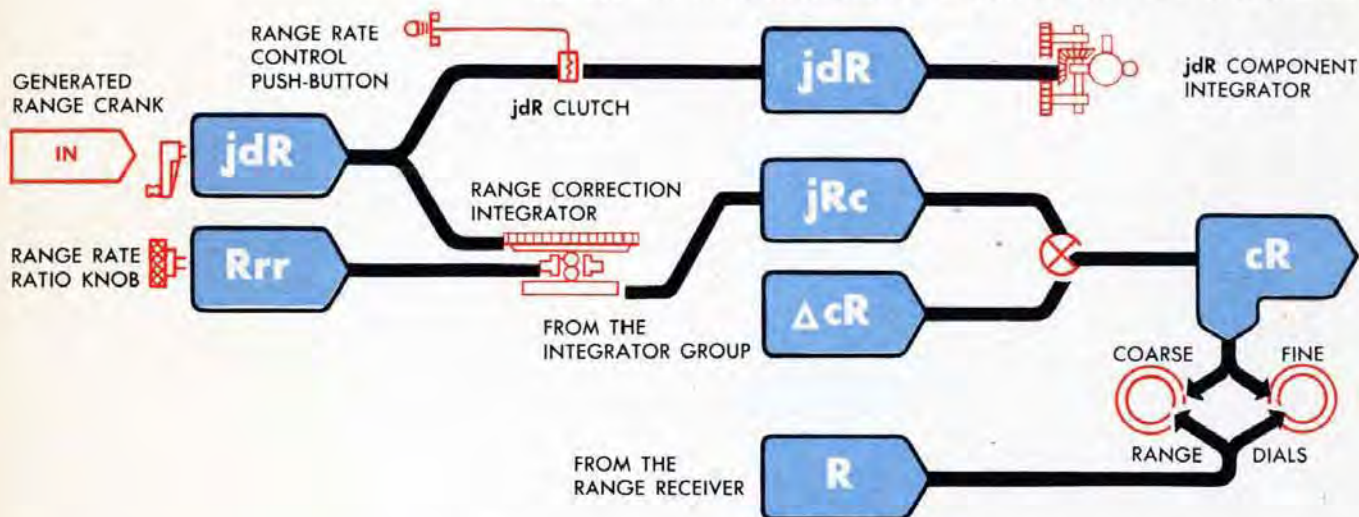 RANGE RATE
CONTROL
PUSH-BUTTON
GENERATED
RANGE CRANK
IN
jdR
jdR CLUTCH
jdR
jdR COMPONENT
INTEGRATOR
RANGE CORRECTION
INTEGRATOR
jRc
RANGE RATE
RATIO KNOB
Rrr
cR
FROM THE
INTEGRATOR GROUP
ΔcR
COARSE
FINE
RANGE
DIALS
FROM THE
RANGE RECEIVER
R